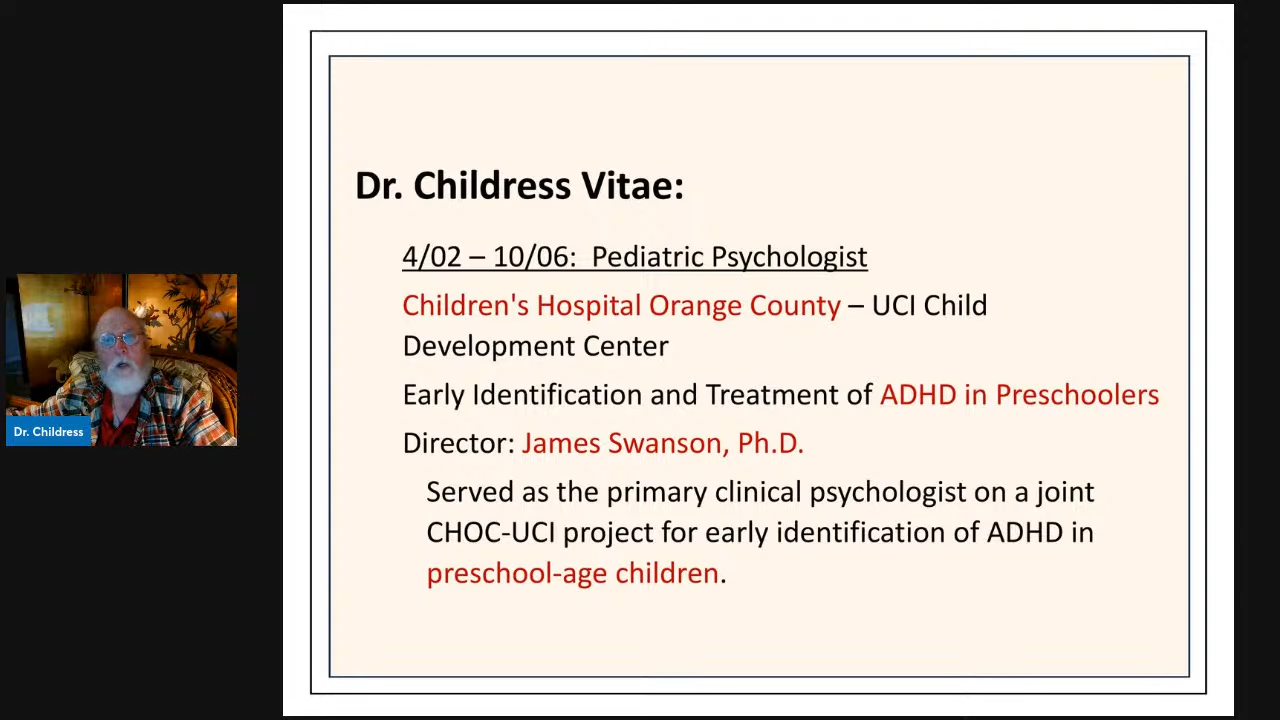 Dr. Childress Vitae:
4/02 – 10/06:  Pediatric Psychologist
Children's Hospital Orange County – UCI Child
Development Center
Early Identification and Treatment of ADHD in Preschoolers
Director: James Swanson, Ph.D.
Served as the primary clinical psychologist on a joint
CHOC-UCI project for early identification of ADHD in
preschool-age children.
Dr. Childress